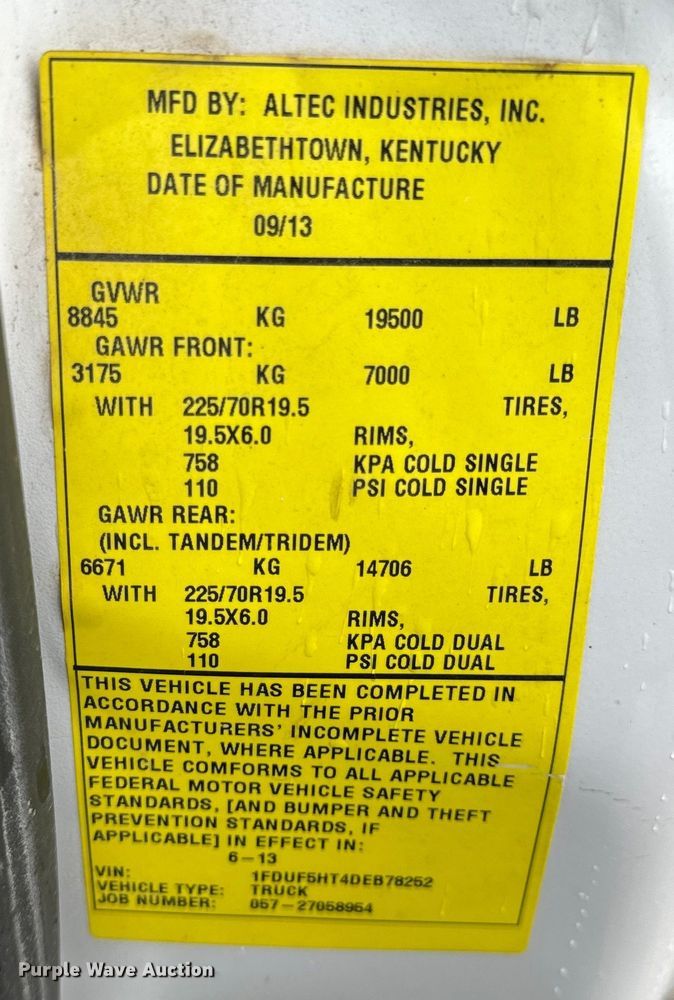 MFD BY: ALTEC INDUSTRIES, INC.
ELIZABETHTOWN, KENTUCKY
DATE OF MANUFACTURE
09/13
GVWR
8845 KG 19500 LB
GAWR FRONT:
3175 KG 7000 LB
WITH 225/70R19.5 TIRES,
19.5X6.0 RIMS,
758 KPA COLD SINGLE
110 PSI COLD SINGLE
GAWR REAR:
(INCL. TANDEM/TRIDEM)
6671 KG 14706 LB
WITH 225/70R19.5 TIRES,
19.5X6.0 RIMS,
758 KPA COLD DUAL
110 PSI COLD DUAL
THIS VEHICLE HAS BEEN COMPLETED IN
ACCORDANCE WITH THE PRIOR
MANUFACTURERS' INCOMPLETE VEHICLE
DOCUMENT, WHERE APPLICABLE. THIS
VEHICLE COMFORMS TO ALL APPLICABLE
FEDERAL MOTOR VEHICLE SAFETY
STANDARDS, [AND BUMPER AND THEFT
PREVENTION STANDARDS, IF
APPLICABLE] IN EFFECT IN:
6-13
VIN: 1FDUF5HT4DEB78252
VEHICLE TYPE: TRUCK
JOB NUMBER: 057-27058954
Purple Wave Auction